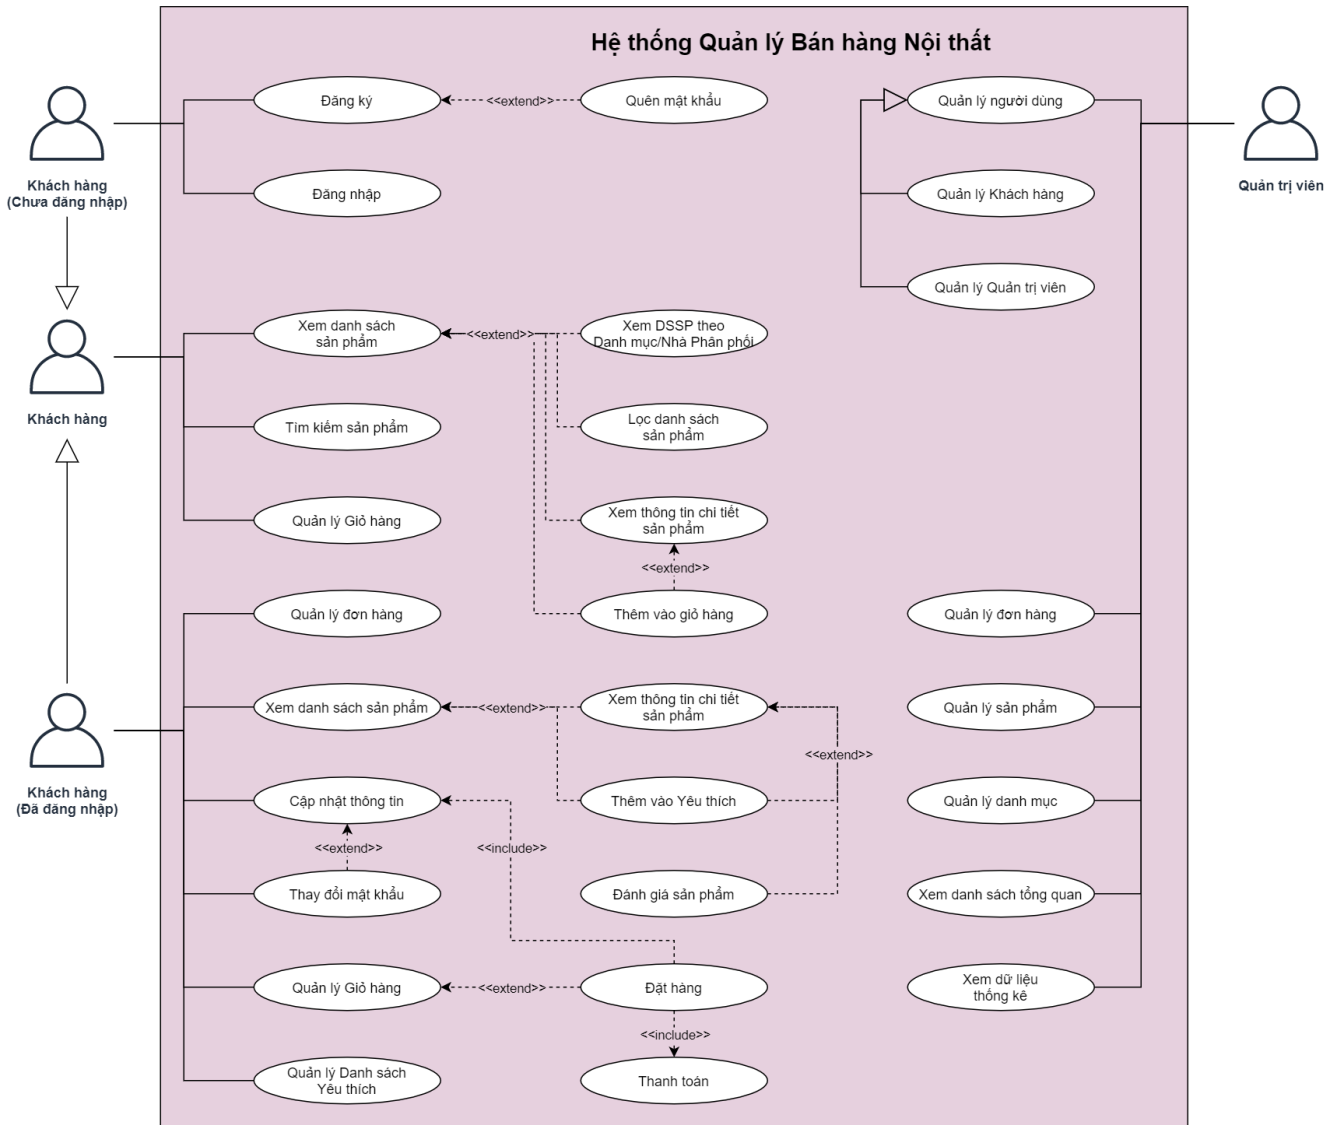 Hệ thống Quản lý Bán hàng Nội thất
Khách hàng
(Chưa đăng nhập)
Đăng ký
<<extend>>
Quên mật khẩu
Quản lý người dùng
Quản trị viên
Đăng nhập
Quản lý Khách hàng
Quản lý Quản trị viên
Khách hàng
Xem danh sách
sản phẩm
<<extend>>
Xem DSSP theo
Danh mục/Nhà Phân phối
Tìm kiếm sản phẩm
Lọc danh sách
sản phẩm
Quản lý Giỏ hàng
Xem thông tin chi tiết
sản phẩm
<<extend>>
Quản lý đơn hàng
Thêm vào giỏ hàng
Quản lý đơn hàng
Khách hàng
(Đã đăng nhập)
Xem danh sách sản phẩm
<<extend>>
Xem thông tin chi tiết
sản phẩm
Quản lý sản phẩm
<<extend>>
Cập nhật thông tin
Thêm vào Yêu thích
Quản lý danh mục
<<extend>>
<<include>>
Thay đổi mật khẩu
Đánh giá sản phẩm
Xem danh sách tổng quan
Quản lý Giỏ hàng
<<extend>>
Đặt hàng
Xem dữ liệu
thống kê
<<include>>
Quản lý Danh sách
Yêu thích
Thanh toán